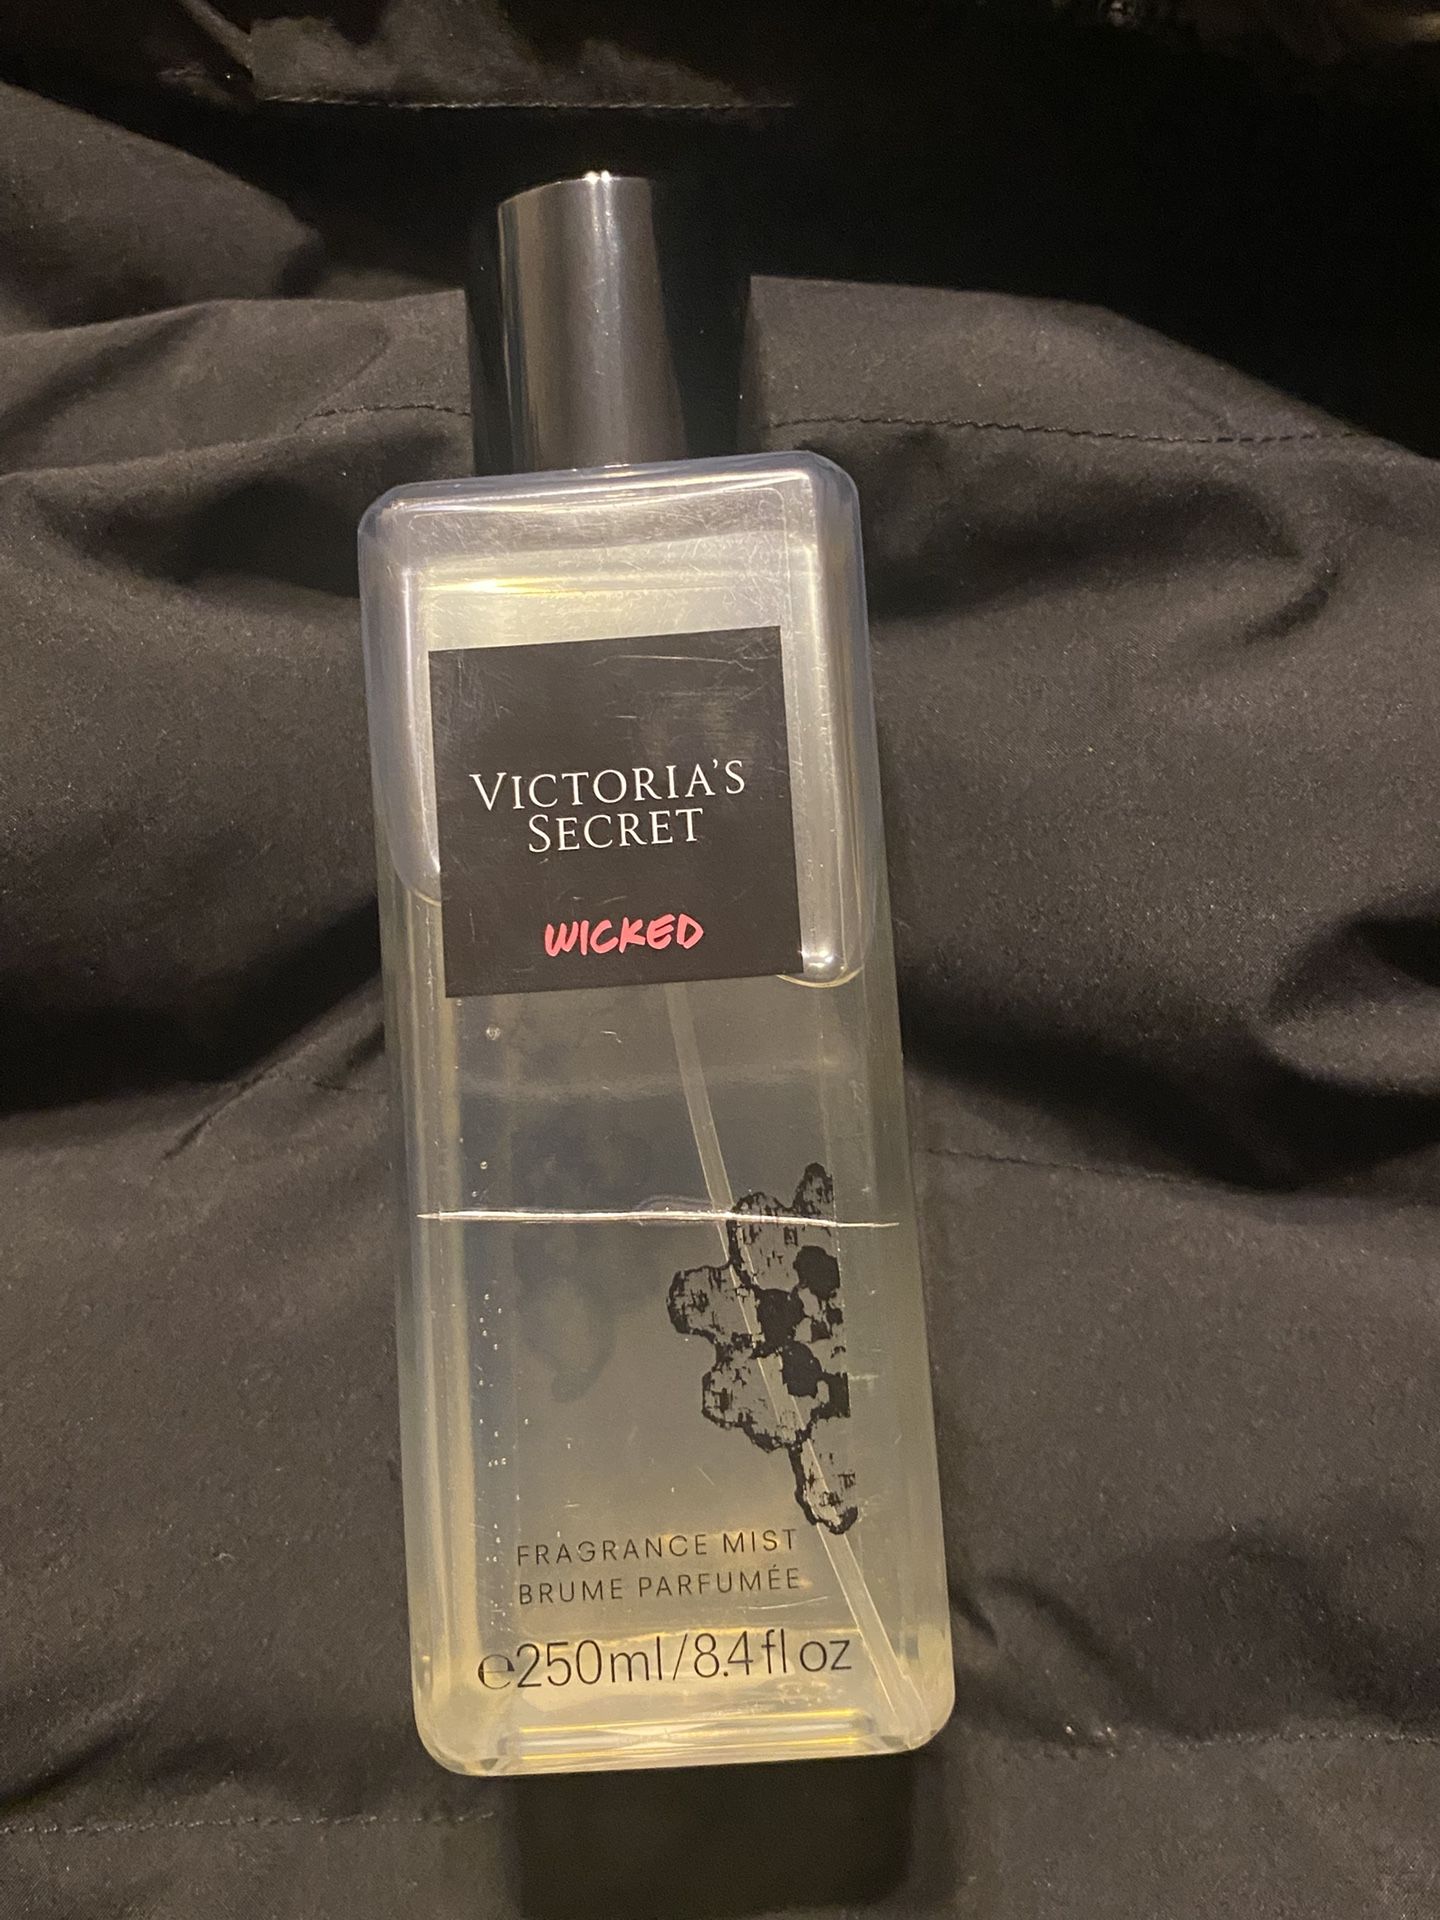 VICTORIA'S
SECRET
WICKED
FRAGRANCE MIST
BRUME PARFUMÉE
℮250ml/8.4 fl oz